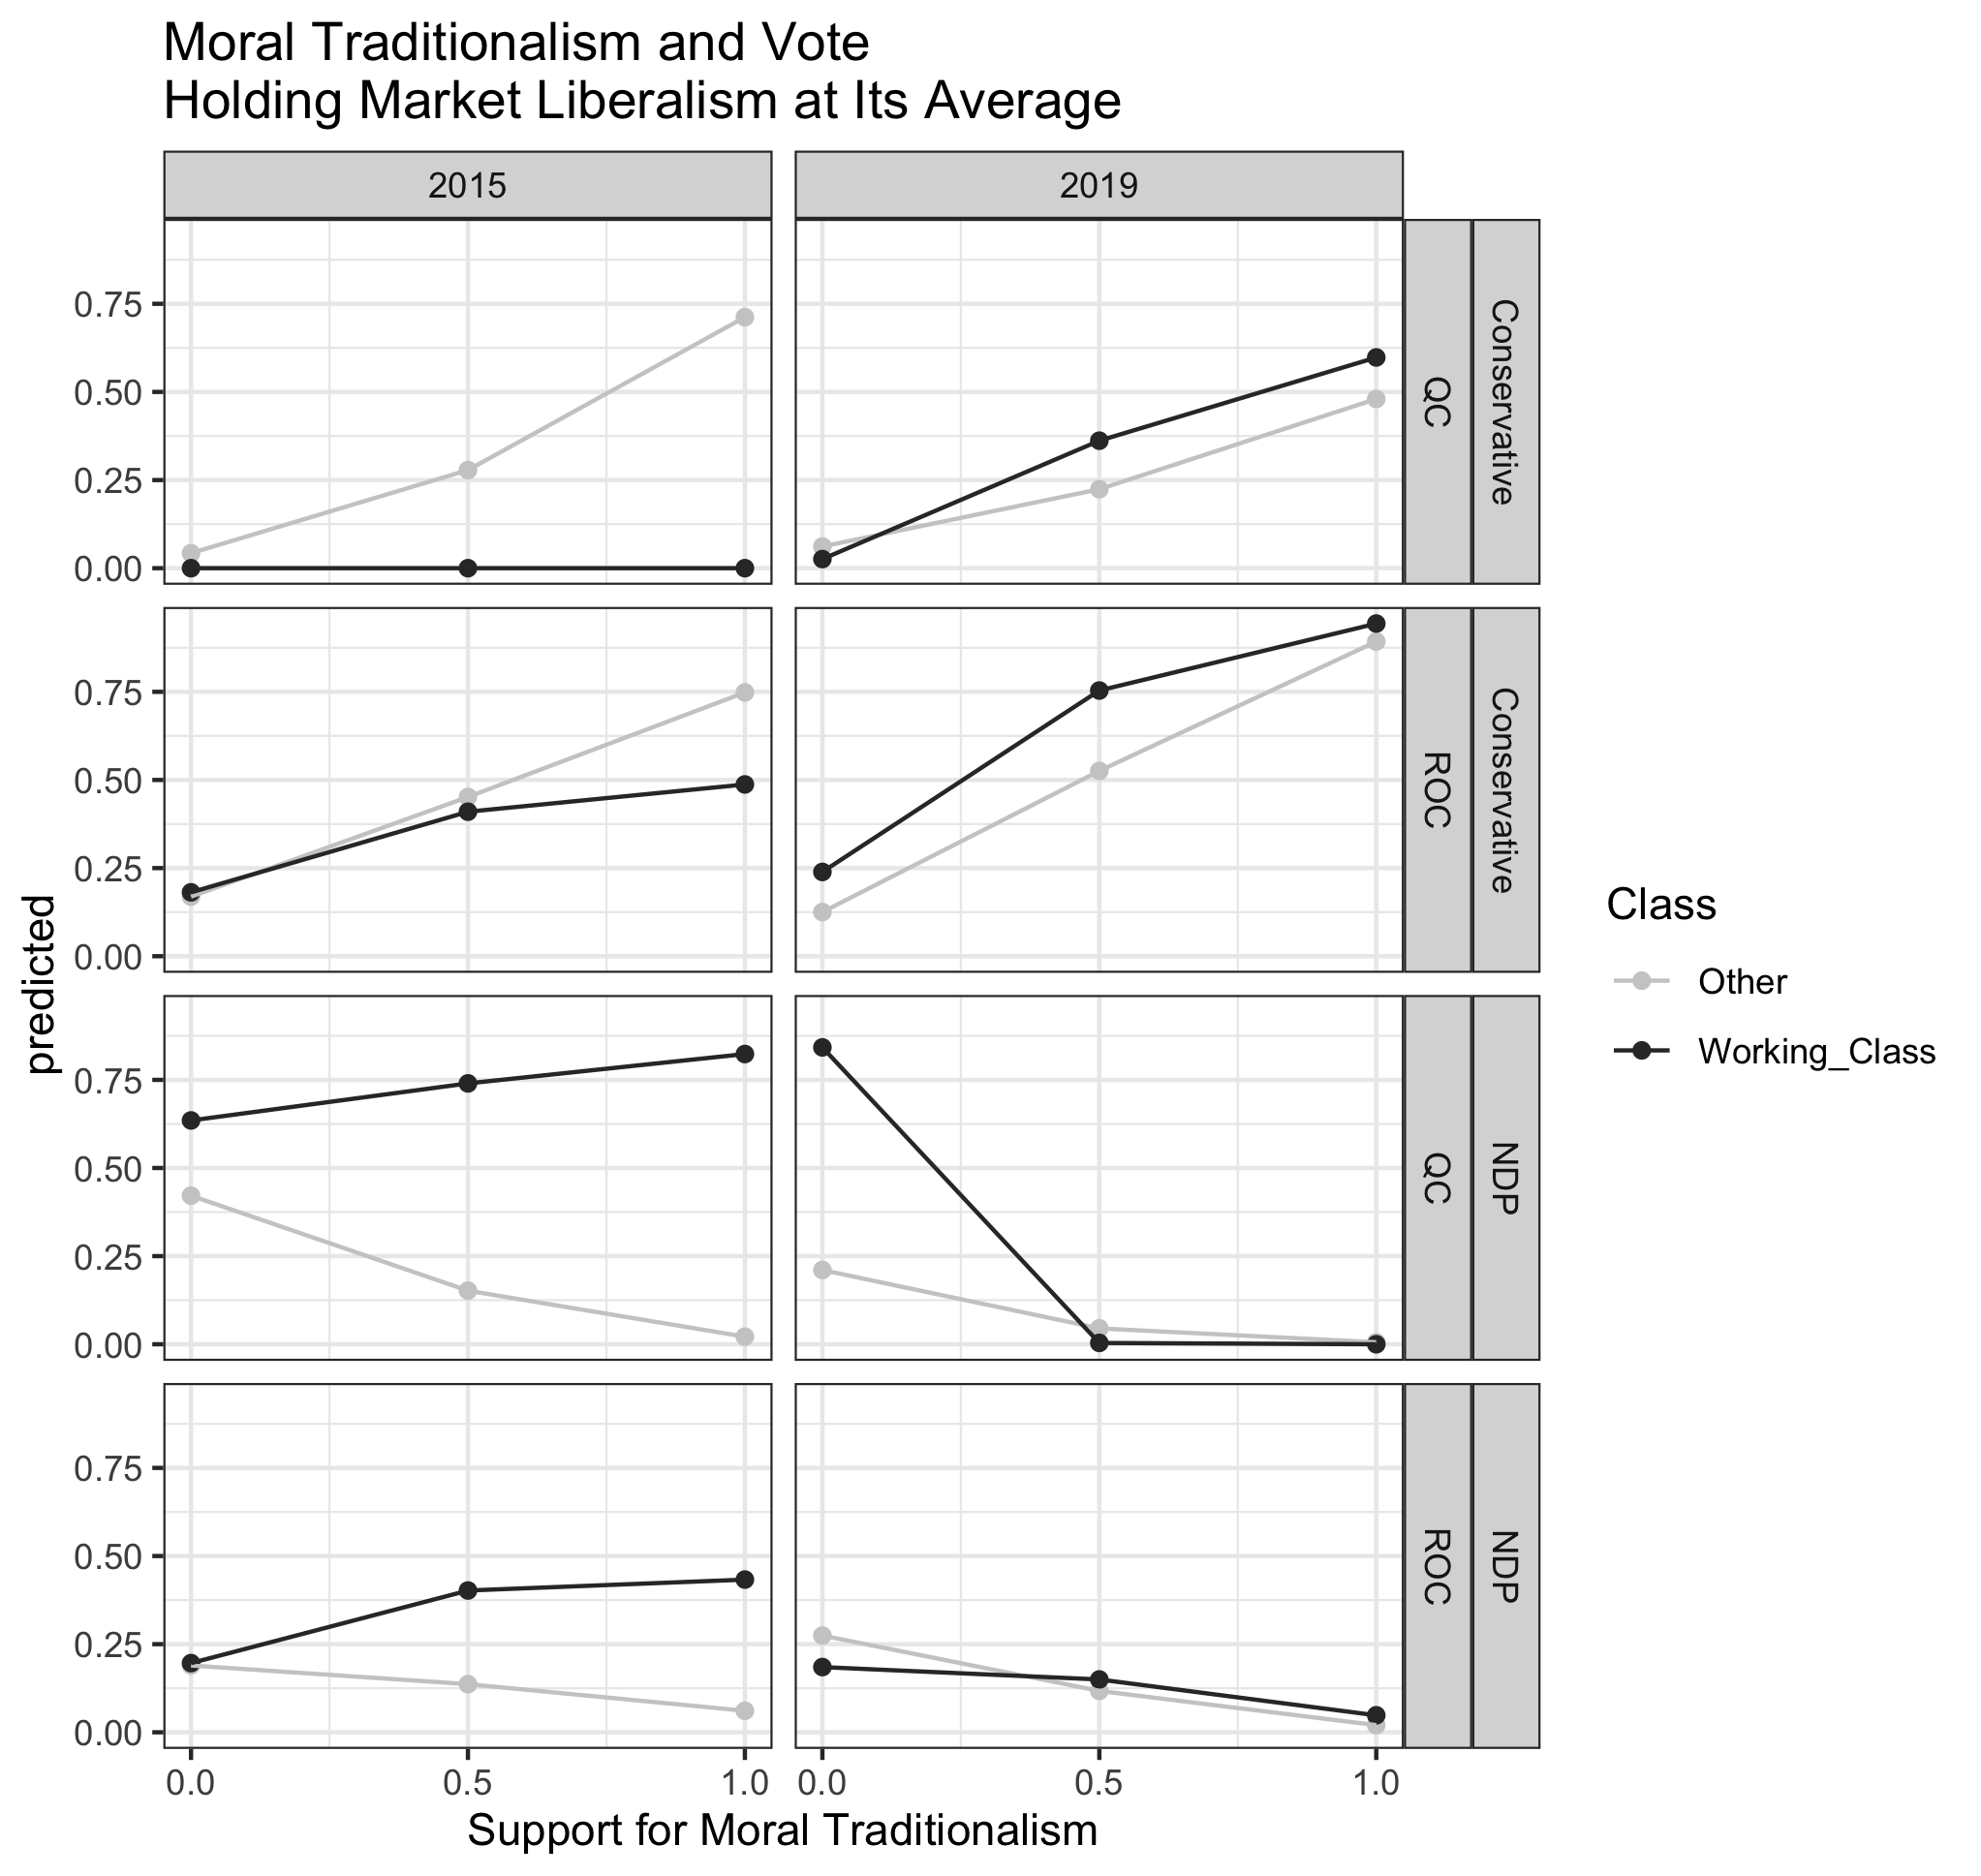 Moral Traditionalism and Vote
Holding Market Liberalism at Its Average
2015
2019
0.75
0.50
0.25
0.00
QC
Conservative
0.75
0.50
0.25
0.00
ROC
Conservative
0.75
0.50
0.25
0.00
QC
NDP
0.75
0.50
0.25
0.00
ROC
NDP
predicted
0.0
0.5
1.0
0.0
0.5
1.0
Support for Moral Traditionalism
Class
Other
Working_Class